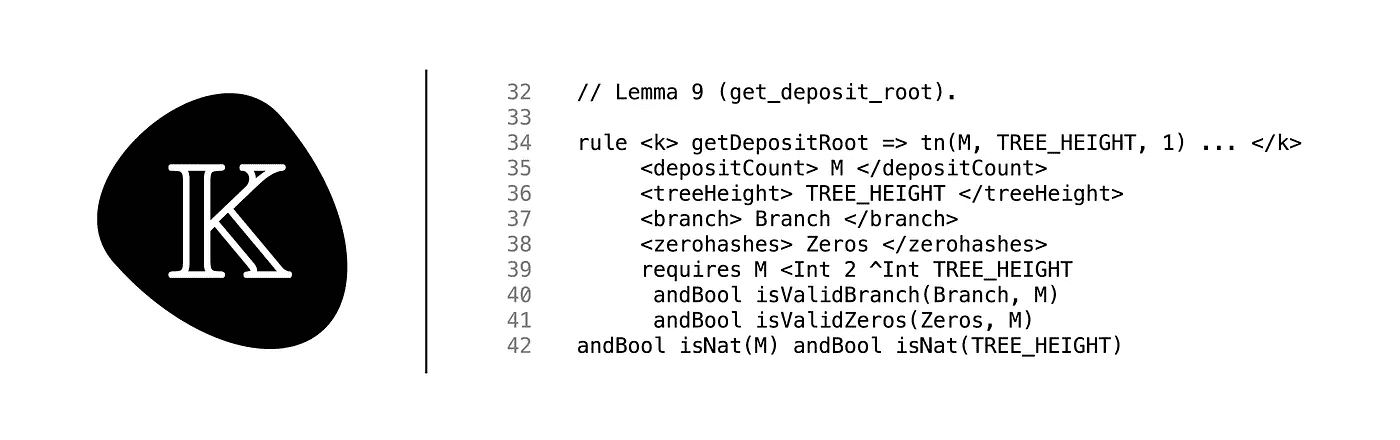 K
32 // Lemma 9 (get_deposit_root).
33
34 rule <k> getDepositRoot => tn(M, TREE_HEIGHT, 1) ... </k>
35 <depositCount> M </depositCount>
36 <treeHeight> TREE_HEIGHT </treeHeight>
37 <branch> Branch </branch>
38 <zerohashes> Zeros </zerohashes>
39 requires M <Int 2 ^Int TREE_HEIGHT
40 andBool isValidBranch(Branch, M)
41 andBool isValidZeros(Zeros, M)
42 andBool isNat(M) andBool isNat(TREE_HEIGHT)